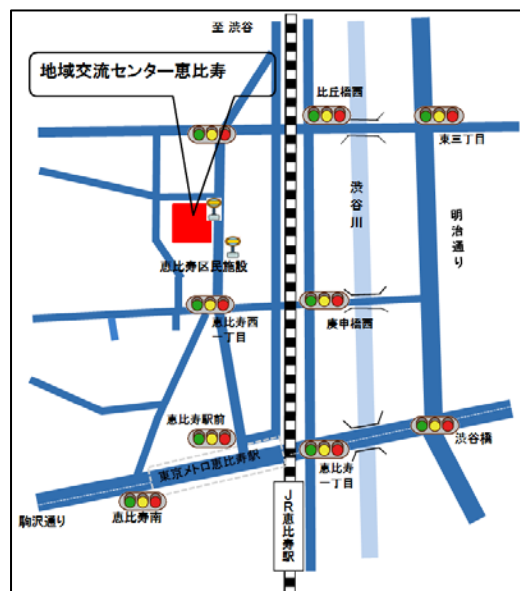 至 渋谷
地域交流センター恵比寿
比丘橋西
東三丁目
渋谷川
明治通り
恵比寿区民施設
恵比寿西
一丁目
庚申橋西
恵比寿駅前
渋谷橋
東京メトロ恵比寿駅
恵比寿
一丁目
JR恵比寿駅
恵比寿南
駒沢通り